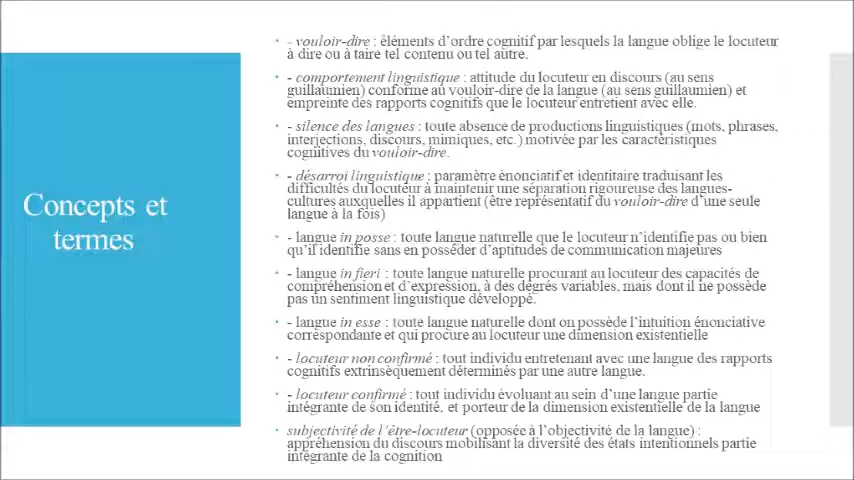 Concepts et
termes
- vouloir-dire : éléments d'ordre cognitif par lesquels la langue oblige le locuteur
à dire ou à taire tel contenu ou tel autre.
- comportement linguistique : attitude du locuteur en discours (au sens
guillaumien) conforme au vouloir-dire de la langue (au sens guillaumien) et
empreinte des rapports cognitifs que le locuteur entretient avec elle.
- silence des langues : toute absence de productions linguistiques (mots, phrases,
interjections, discours, mimiques, etc.) motivée par les caractéristiques
cognitives du vouloir-dire.
- désarroi linguistique : paramètre énonciatif et identitaire traduisant les
difficultés du locuteur à maintenir une séparation rigoureuse des langues-
cultures auxquelles il appartient (être représentatif du vouloir-dire d'une seule
langue à la fois)
- langue in posse : toute langue naturelle que le locuteur n'identifie pas ou bien
qu'il identifie sans en posséder d'aptitudes de communication majeures
- langue in fieri : toute langue naturelle procurant au locuteur des capacités de
compréhension et d'expression, à des degrés variables, mais dont il ne possède
pas un sentiment linguistique développé.
- langue in esse : toute langue naturelle dont on possède l'intuition énonciative
correspondante et qui procure au locuteur une dimension existentielle
- locuteur non confirmé : tout individu entretenant avec une langue des rapports
cognitifs extrinsèquement déterminés par une autre langue.
- locuteur confirmé : tout individu évoluant au sein d'une langue partie
intégrante de son identité, et porteur de la dimension existentielle de la langue
subjectivité de l'être-locuteur (opposée à l'objectivité de la langue) :
appréhension du discours mobilisant la diversité des états intentionnels partie
intégrante de la cognition